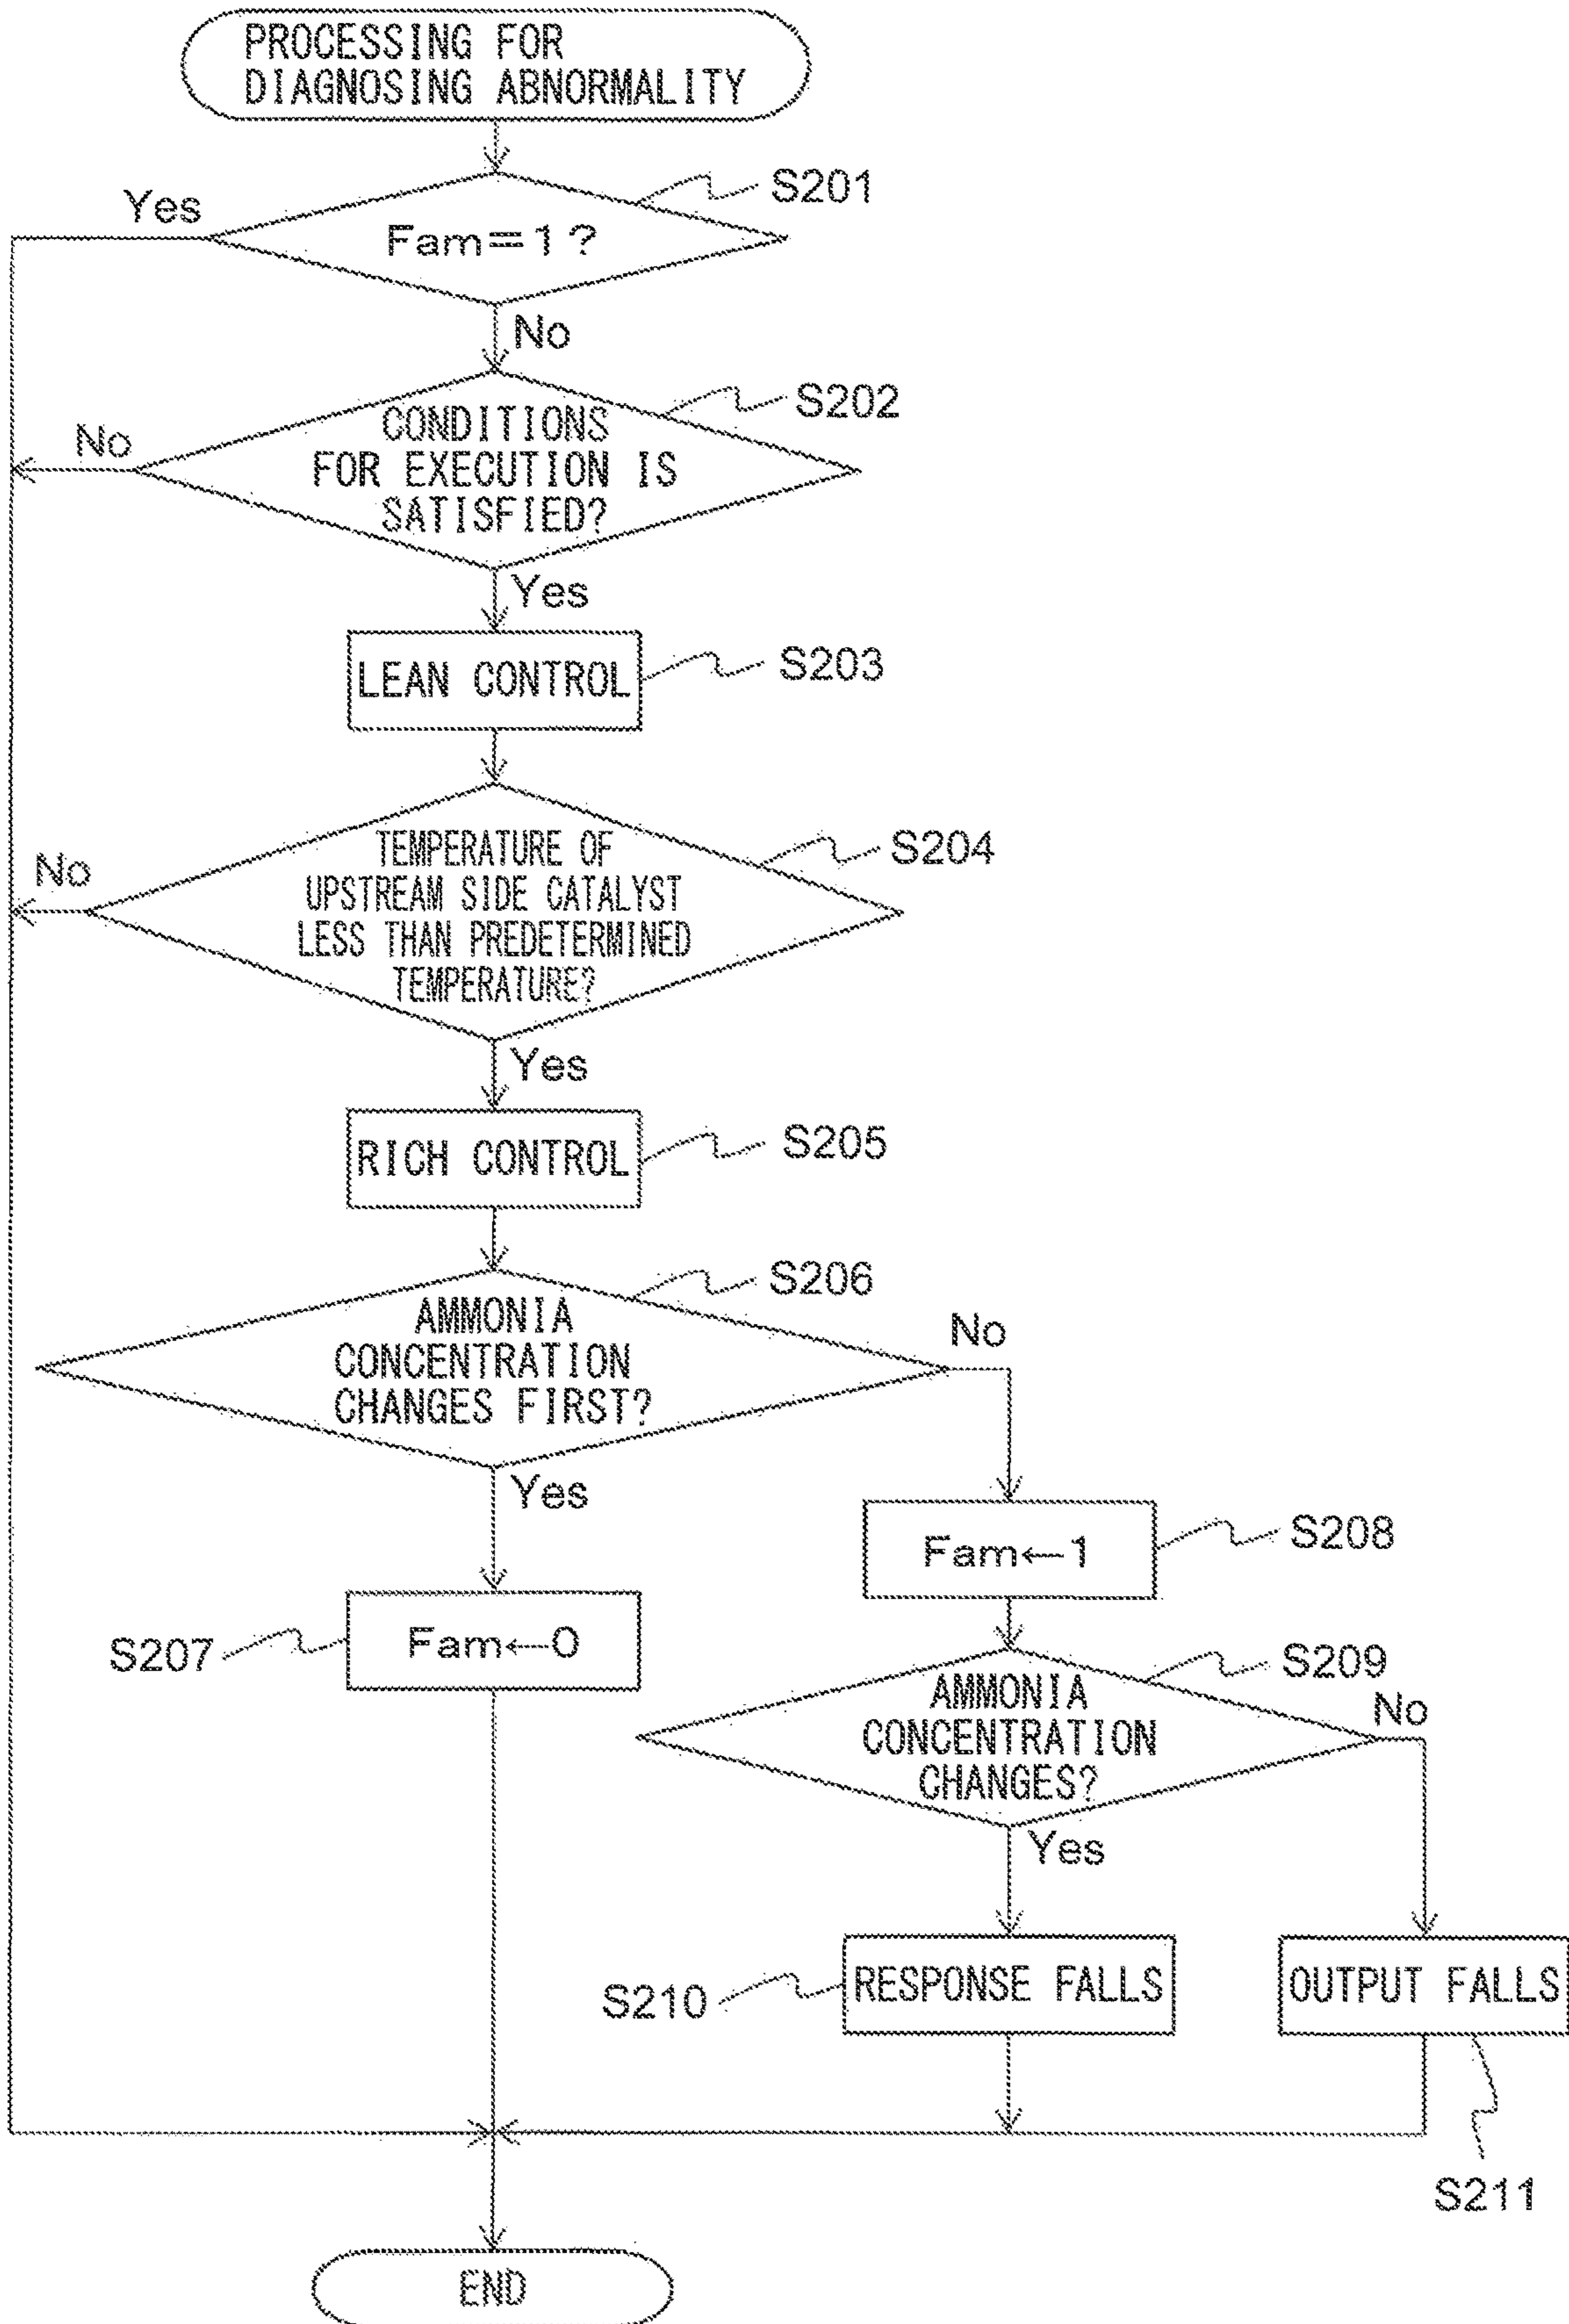 PROCESSING FOR
DIAGNOSING ABNORMALITY
S201
Yes
Fam=1?
No
S202
CONDITIONS
FOR EXECUTION IS
SATISFIED?
No
Yes
LEAN CONTROL
S203
TEMPERATURE OF
UPSTREAM SIDE CATALYST
LESS THAN PREDETERMINED
TEMPERATURE?
S204
No
Yes
RICH CONTROL
S205
S206
AMMONIA
CONCENTRATION
CHANGES FIRST?
No
Yes
Fam←1
S208
S207
Fam←0
S209
AMMONIA
CONCENTRATION
CHANGES?
No
Yes
S210
RESPONSE FALLS
OUTPUT FALLS
S211
END